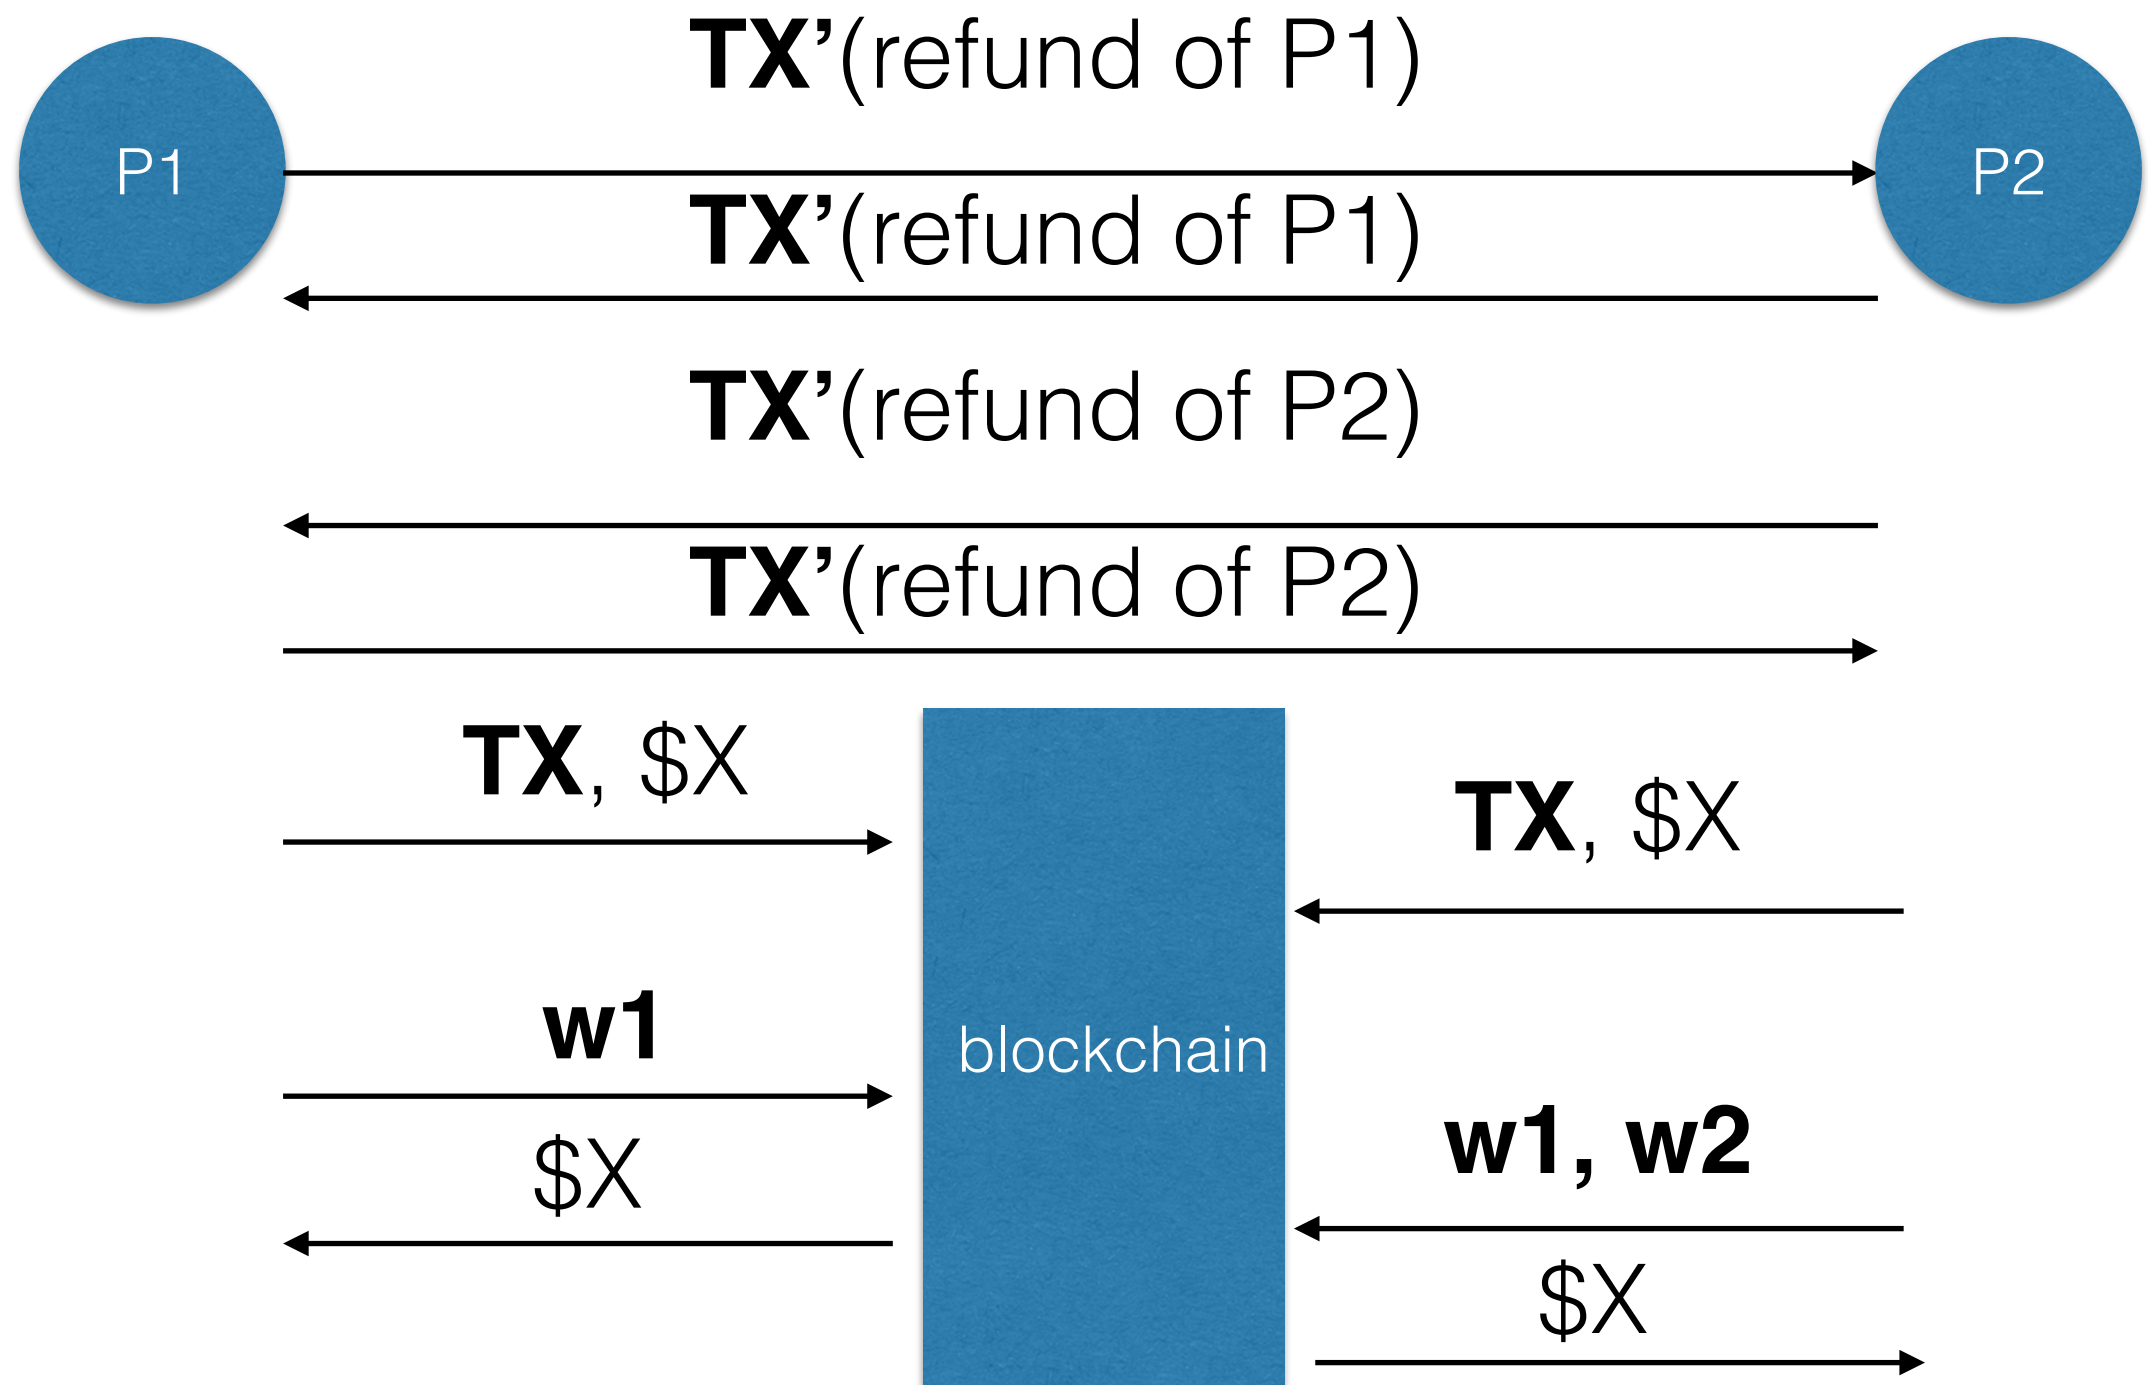 TX’(refund of P1)
P1
P2
TX’(refund of P1)
TX’(refund of P2)
TX’(refund of P2)
TX, $X
TX, $X
w1
blockchain
w1, w2
$X
$X